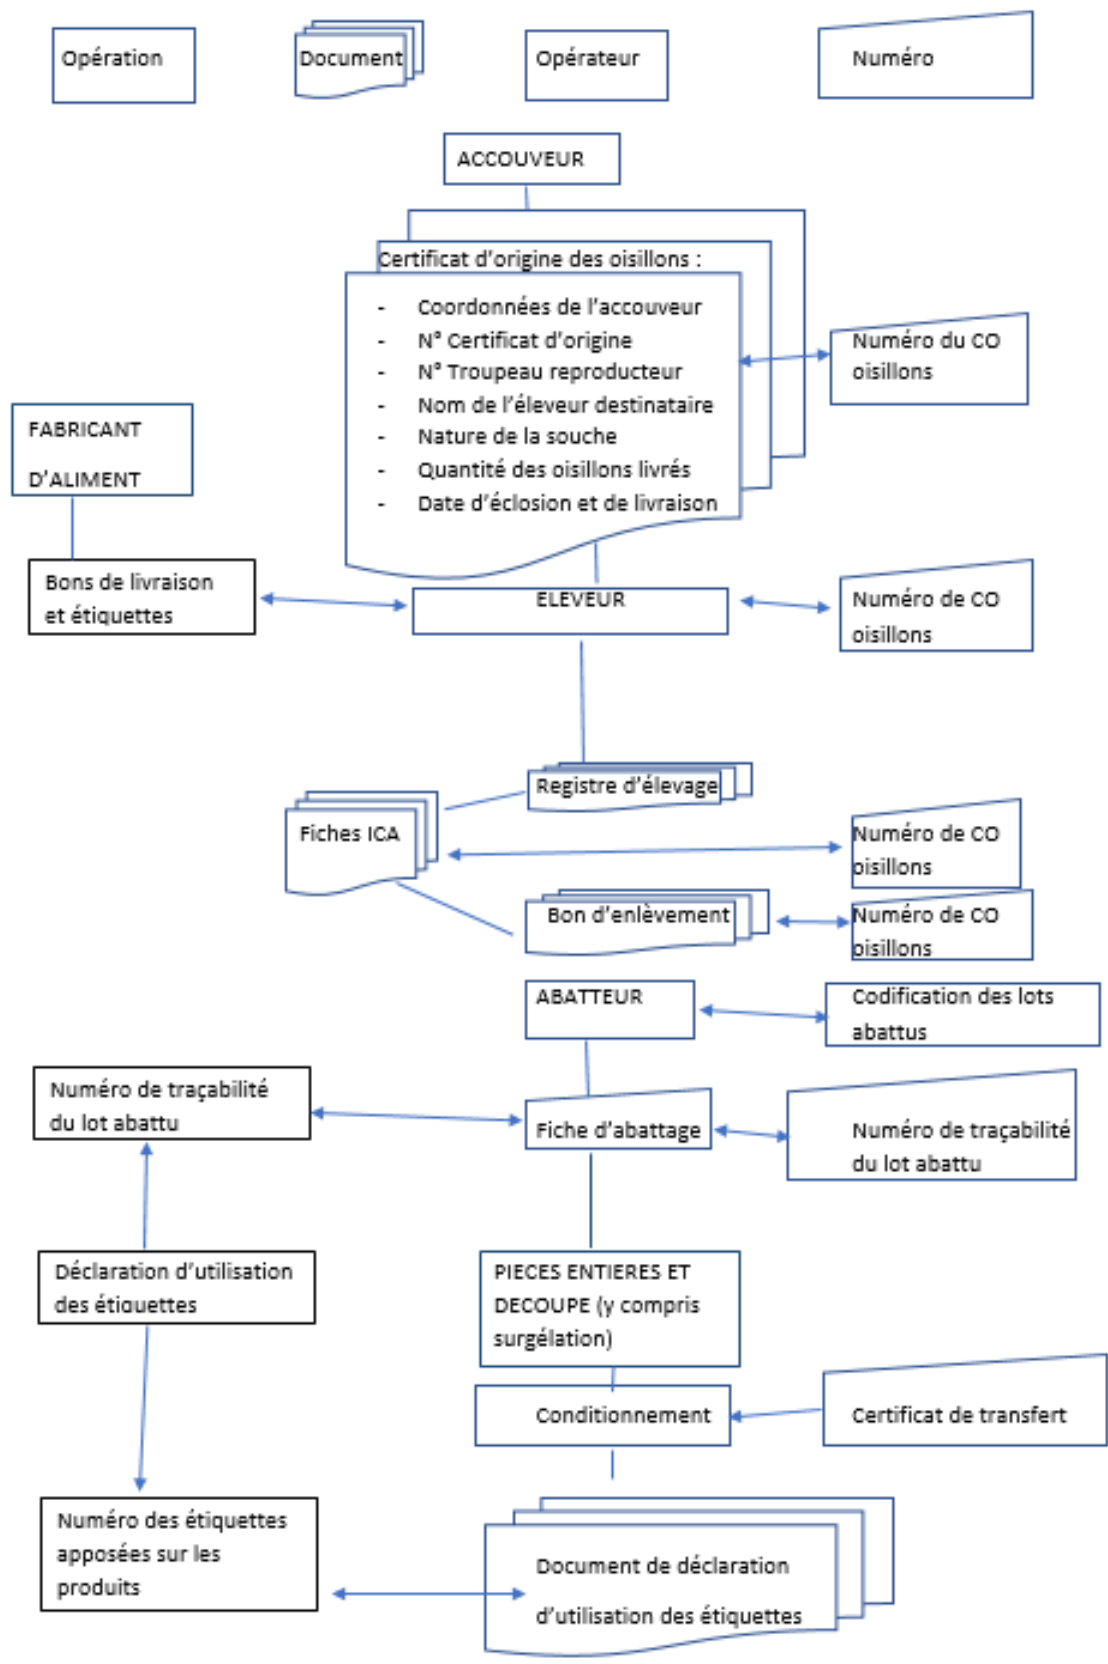 Opération
Document
Opérateur
Numéro
ACCOUVEUR
Certificat d'origine des oisillons :
- Coordonnées de l'accouveur
- N° Certificat d'origine
- N° Troupeau reproducteur
- Nom de l'éleveur destinataire
- Nature de la souche
- Quantité des oisillons livrés
- Date d'éclosion et de livraison
Numéro du CO
oisillons
FABRICANT
D'ALIMENT
Bons de livraison
et étiquettes
ELEVEUR
Numéro de CO
oisillons
Registre d'élevage
Fiches ICA
Numéro de CO
oisillons
Bon d'enlèvement
Numéro de CO
oisillons
ABATTEUR
Codification des lots
abattus
Numéro de traçabilité
du lot abattu
Fiche d'abattage
Numéro de traçabilité
du lot abattu
Déclaration d'utilisation
des étiquettes
PIECES ENTIERES ET
DECOUPE (y compris
surgélation)
Conditionnement
Certificat de transfert
Numéro des étiquettes
apposées sur les
produits
Document de déclaration
d'utilisation des étiquettes